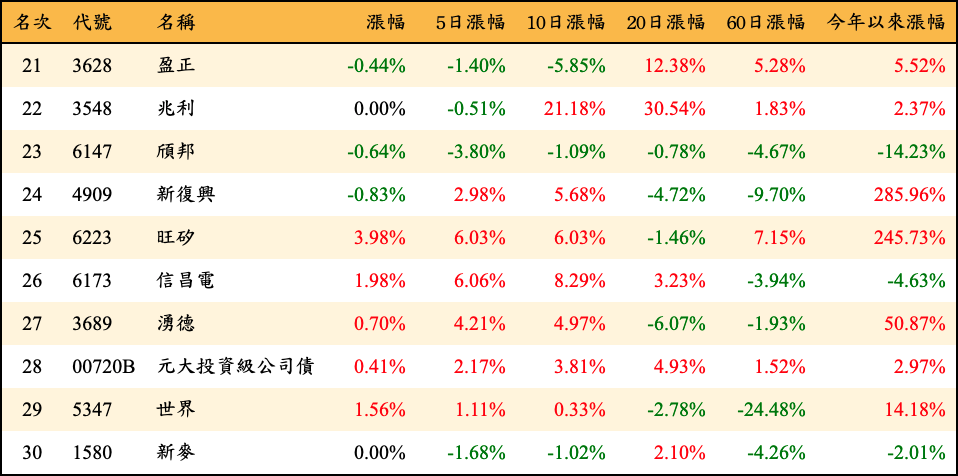 名次 代號 名稱 漲幅 5日漲幅 10日漲幅 20日漲幅 60日漲幅 今年以來漲幅
21 3628 盈正 -0.44% -1.40% -5.85% 12.38% 5.28% 5.52%
22 3548 兆利 0.00% -0.51% 21.18% 30.54% 1.83% 2.37%
23 6147 頎邦 -0.64% -3.80% -1.09% -0.78% -4.67% -14.23%
24 4909 新復興 -0.83% 2.98% 5.68% -4.72% -9.70% 285.96%
25 6223 旺矽 3.98% 6.03% 6.03% -1.46% 7.15% 245.73%
26 6173 信昌電 1.98% 6.06% 8.29% 3.23% -3.94% -4.63%
27 3689 湧德 0.70% 4.21% 4.97% -6.07% -1.93% 50.87%
28 00720B 元大投資級公司債 0.41% 2.17% 3.81% 4.93% 1.52% 2.97%
29 5347 世界 1.56% 1.11% 0.33% -2.78% -24.48% 14.18%
30 1580 新麥 0.00% -1.68% -1.02% 2.10% -4.26% -2.01%